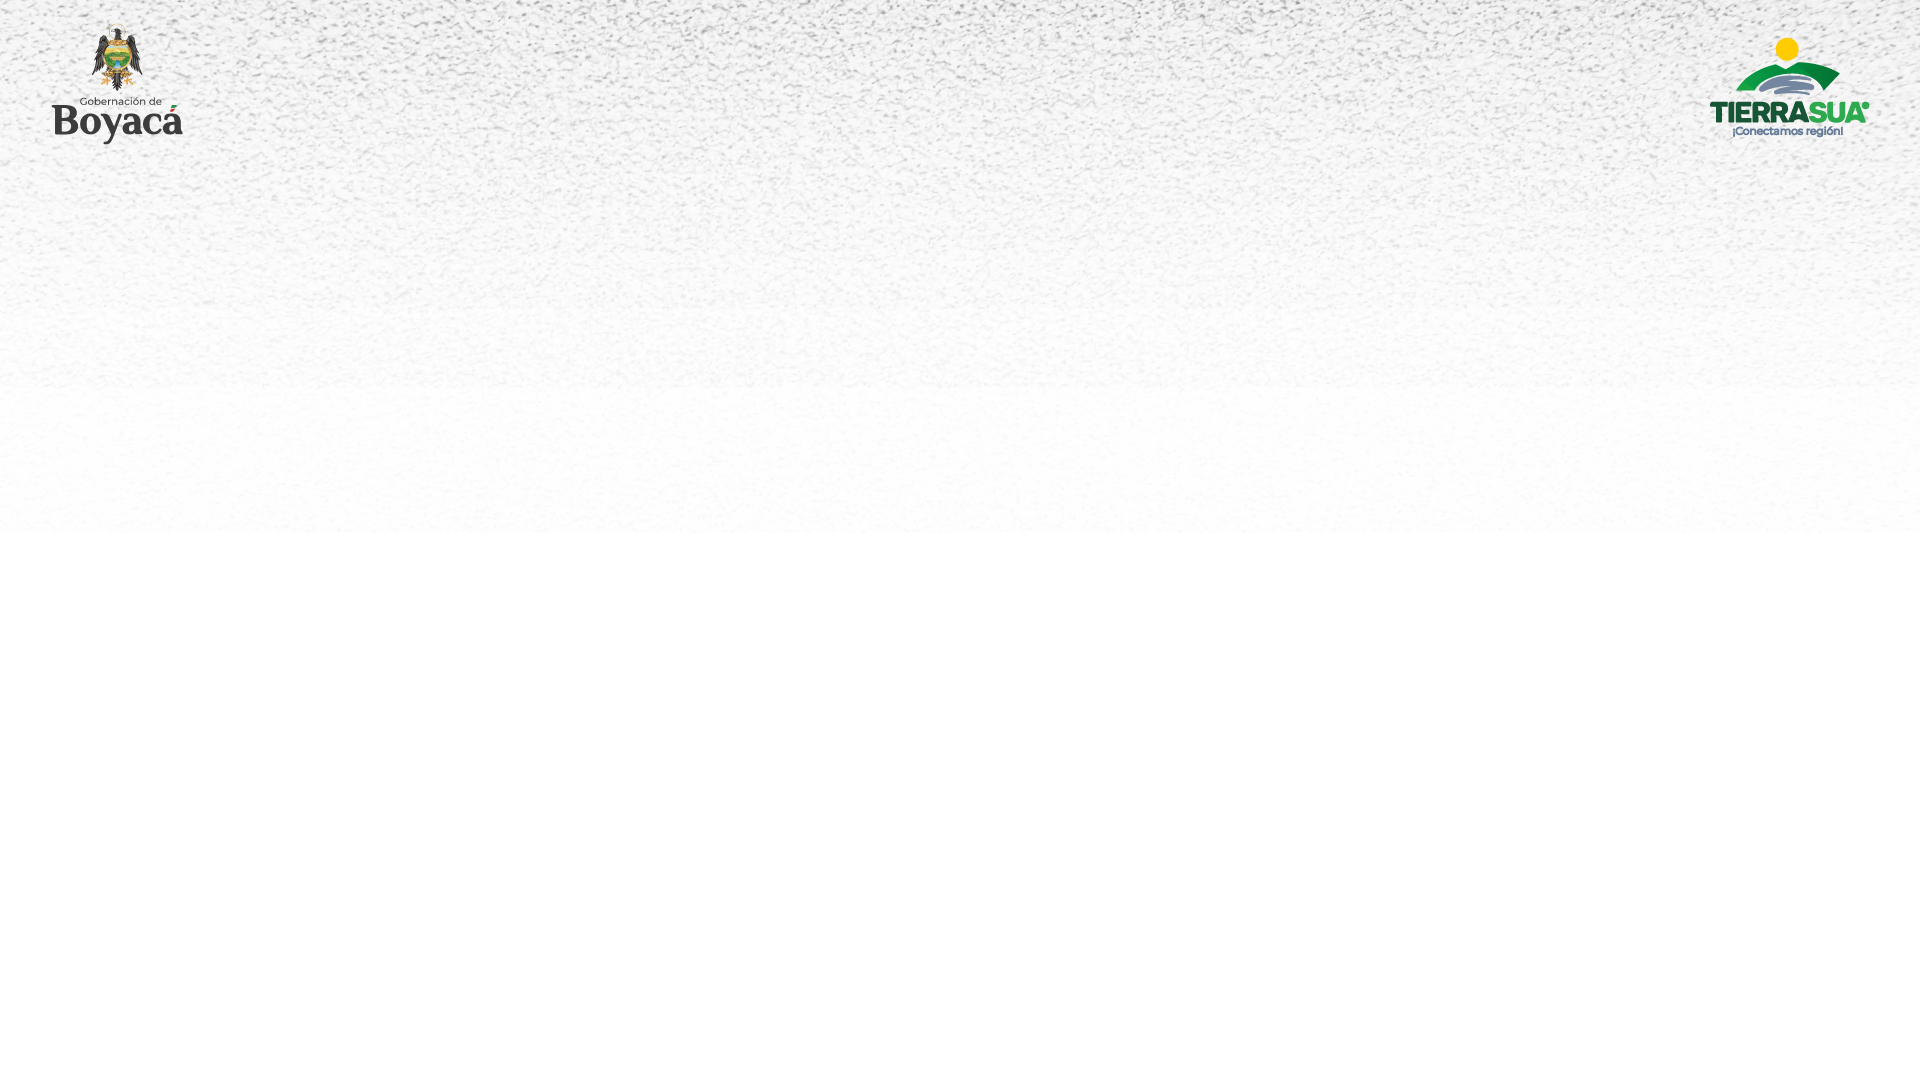 Gobernación de
Boyacá
TIERRASUA
¡Conectamos región!